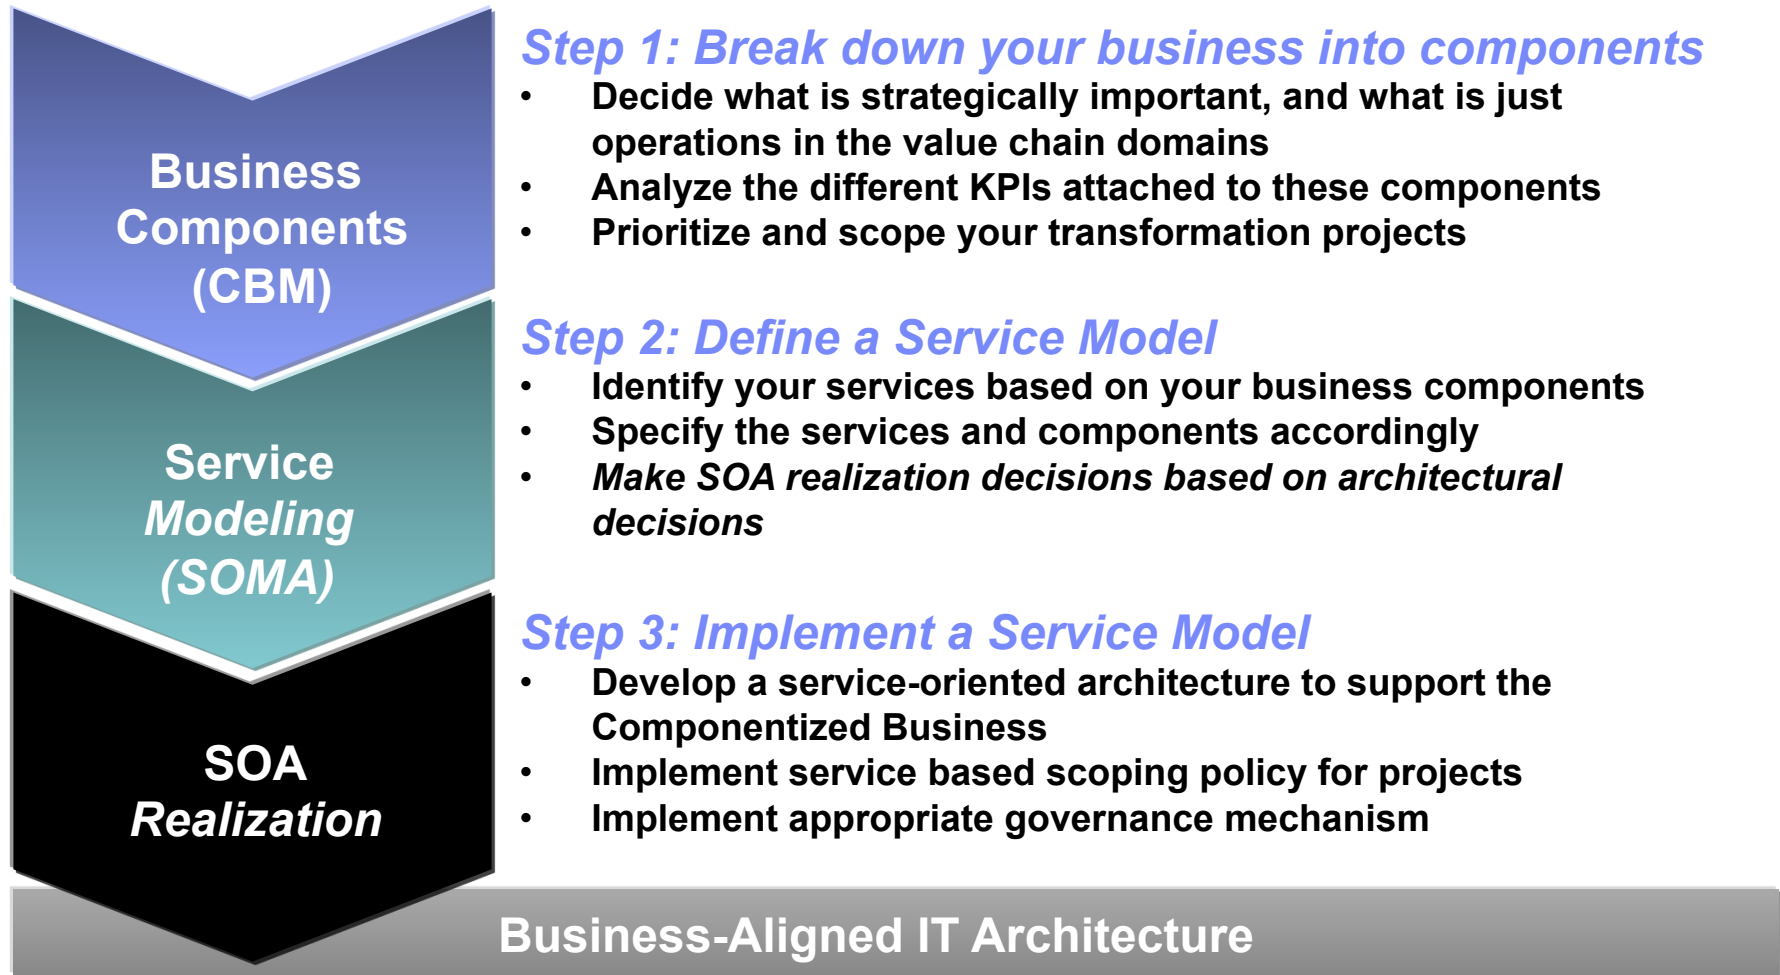 Business
Components
(CBM)
Step 1: Break down your business into components
• Decide what is strategically important, and what is just
operations in the value chain domains
• Analyze the different KPIs attached to these components
• Prioritize and scope your transformation projects
Service
Modeling
(SOMA)
Step 2: Define a Service Model
• Identify your services based on your business components
• Specify the services and components accordingly
• Make SOA realization decisions based on architectural
decisions
SOA
Realization
Step 3: Implement a Service Model
• Develop a service-oriented architecture to support the
Componentized Business
• Implement service based scoping policy for projects
• Implement appropriate governance mechanism
Business-Aligned IT Architecture